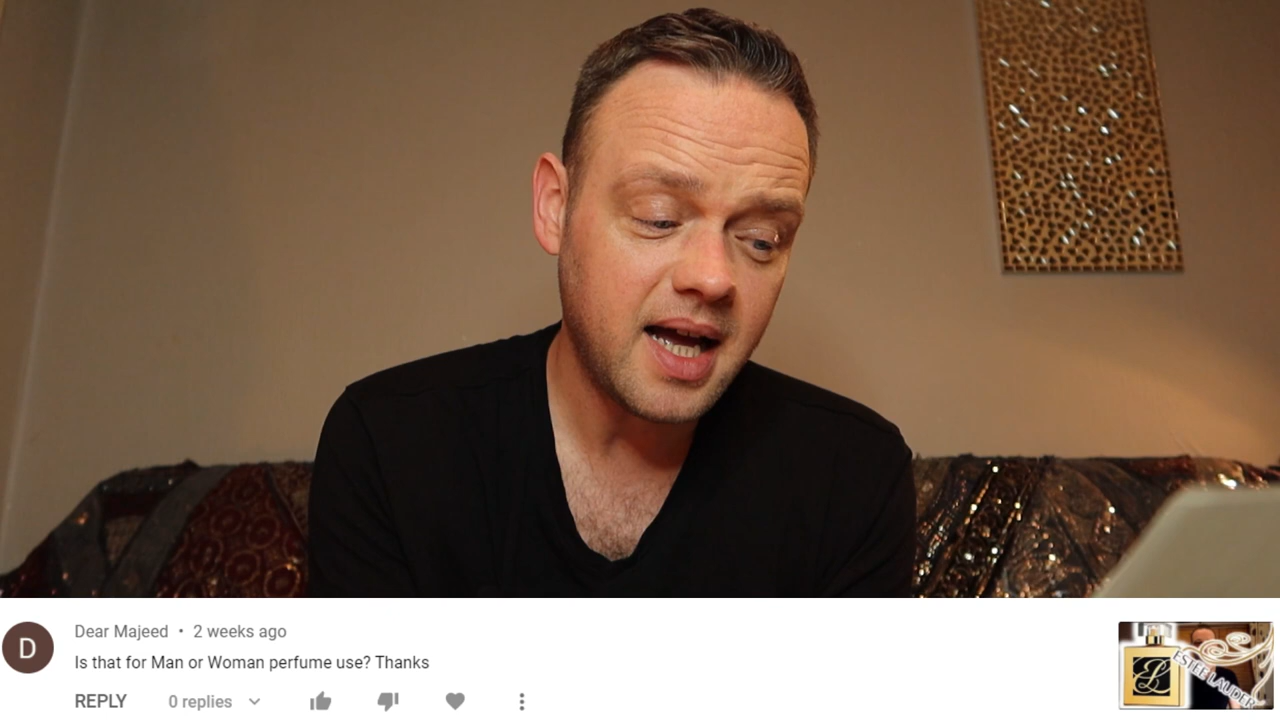 D
Dear Majeed • 2 weeks ago
Is that for Man or Woman perfume use? Thanks
REPLY 0 replies
ESTEE LAUDER